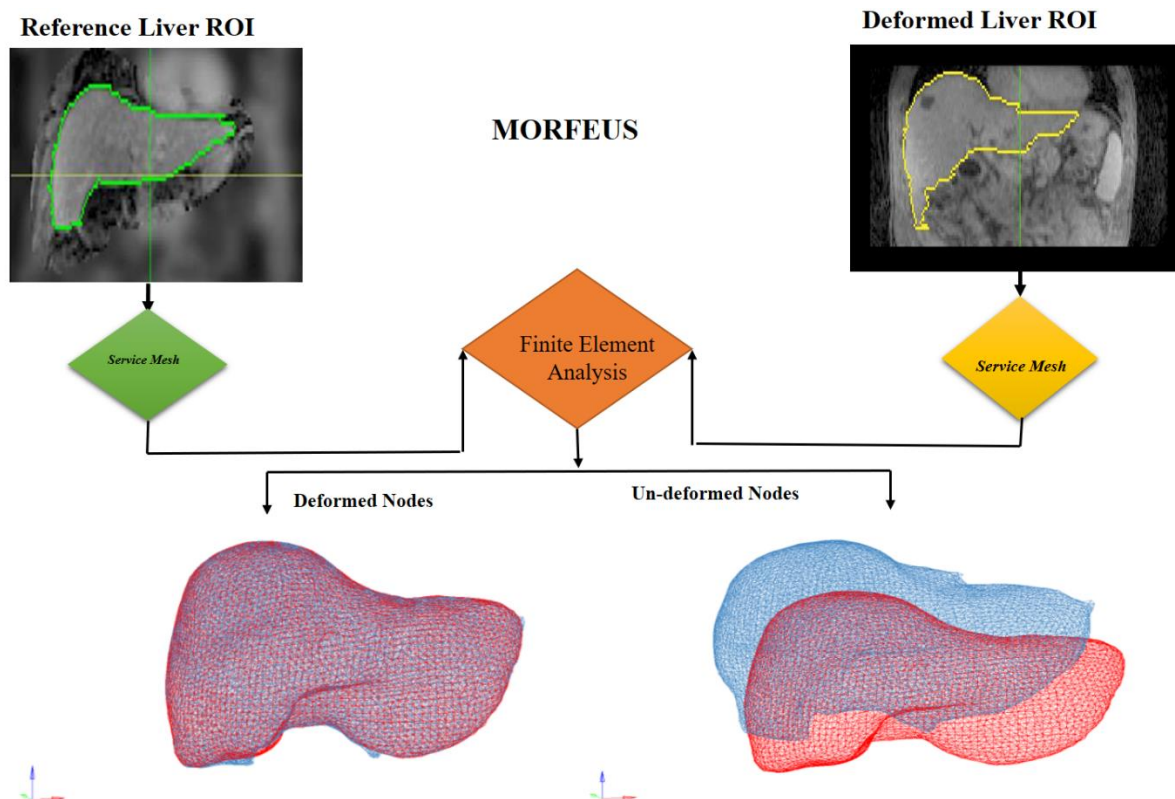 Reference Liver ROI
Deformed Liver ROI
MORFEUS
Service Mesh
Finite Element
Analysis
Service Mesh
Deformed Nodes
Un-deformed Nodes